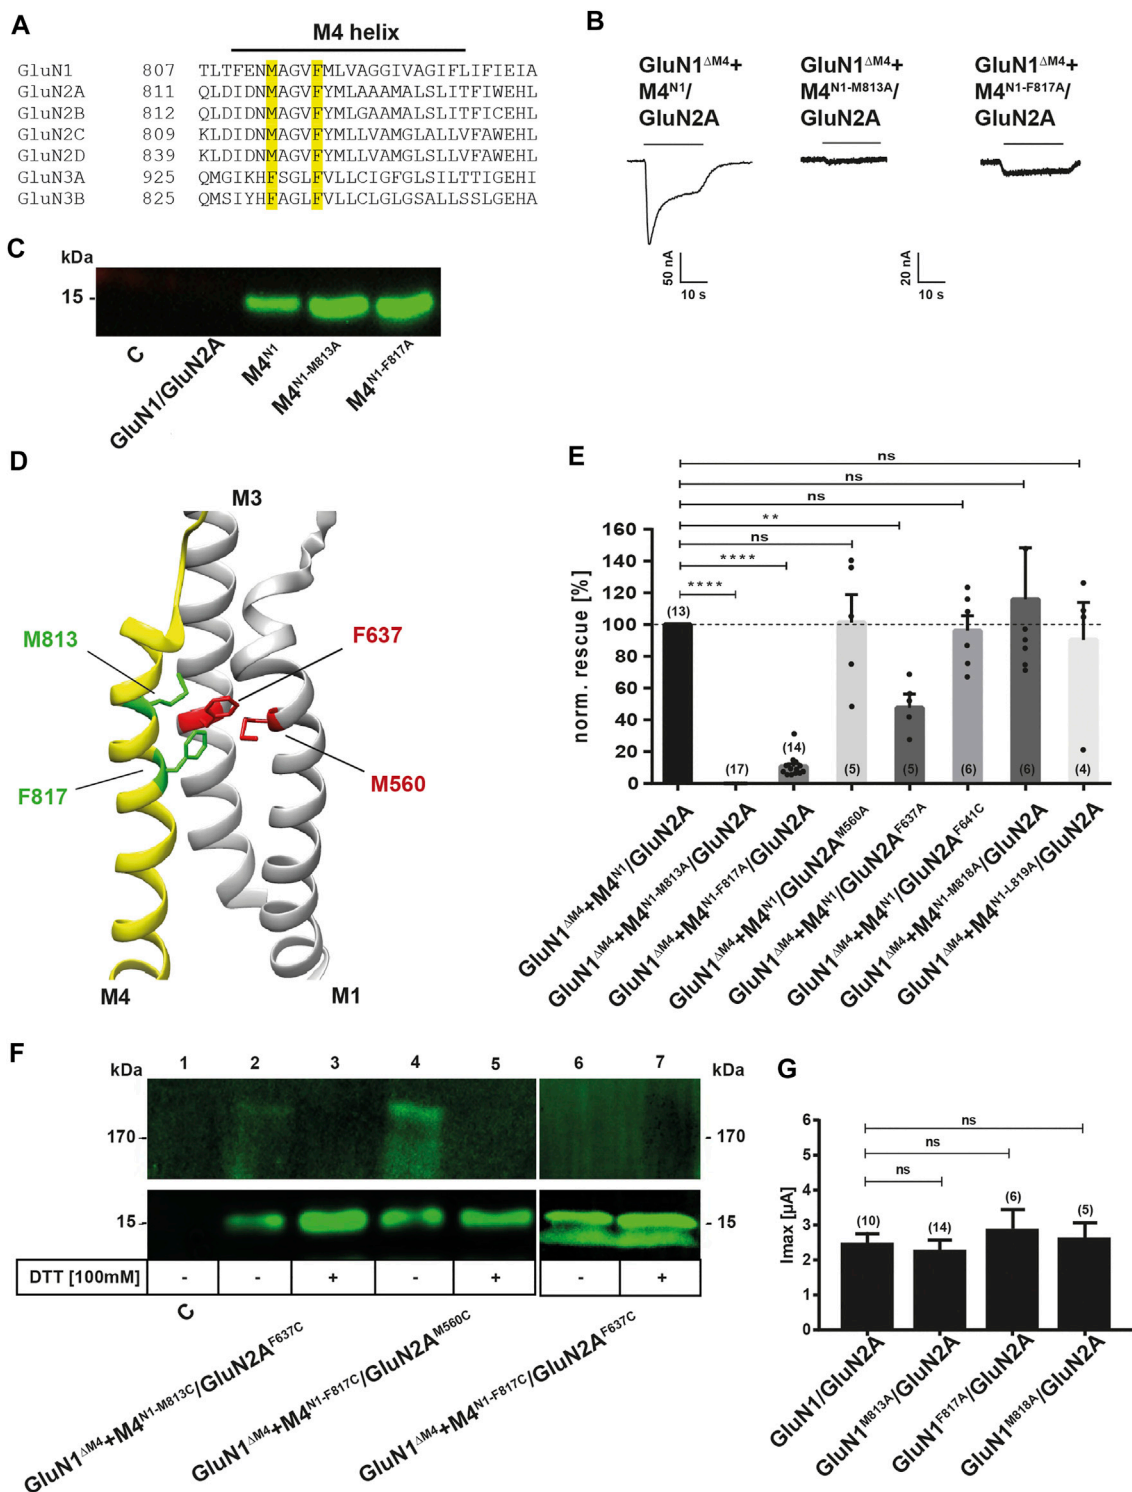 A
M4 helix
GluN1 807 TLTFENMAGVFMLVAGGIVAGIFLIFIEIA
GluN2A 811 QLDIDNMAGVFYMLAAAMALSLITFIWEHL
GluN2B 812 QLDIDNMAGVFYMLGAAMALSLITFICEHL
GluN2C 809 KLDIDNMAGVFYMLLVAMGLALLVFAWEHL
GluN2D 839 KLDIDNMAGVFYMLLVAMGLSLLVFAWEHL
GluN3A 925 QMGIKHFSGLFVLLCIGFGLSILTTIGEHI
GluN3B 825 QMSIYHFAGLFVLLCLGLGSALLSSLGEHA
B
GluN1ΔM4+
M4N1/
GluN2A
GluN1ΔM4+
M4N1-M813A/
GluN2A
GluN1ΔM4+
M4N1-F817A/
GluN2A
50 nA
10 s
20 nA
10 s
C
kDa
15 -
C
GluN1/GluN2A
M4N1
M4N1-M813A
M4N1-F817A
D
M3
M813
F637
F817
M560
M4
M1
E
ns
ns
ns
**
ns
****
****
norm. rescue [%]
160
140
120
100
80
60
40
20
0
(13)
(17)
(14)
(5)
(5)
(6)
(6)
(4)
GluN1ΔM4+M4N1/GluN2A
GluN1ΔM4+M4N1-M813A/GluN2A
GluN1ΔM4+M4N1-F817A/GluN2A
GluN1ΔM4+M4N1/GluN2AM560A
GluN1ΔM4+M4N1/GluN2AF637A
GluN1ΔM4+M4N1/GluN2AF641C
GluN1ΔM4+M4N1-M818A/GluN2A
GluN1ΔM4+M4N1-L819A/GluN2A
F
kDa
1 2 3 4 5 6 7
kDa
170-
- 170
15-
- 15
DTT [100mM] - - + - + - +
C
GluN1ΔM4+M4N1-M813C/GluN2AF637C
GluN1ΔM4+M4N1-F817C/GluN2AM560C
GluN1ΔM4+M4N1-F817C/GluN2AF637C
G
Imax [µA]
6
5
4
3
2
1
0
ns
ns
ns
(10)
(14)
(6)
(5)
GluN1/GluN2A
GluN1M813A/GluN2A
GluN1F817A/GluN2A
GluN1M818A/GluN2A